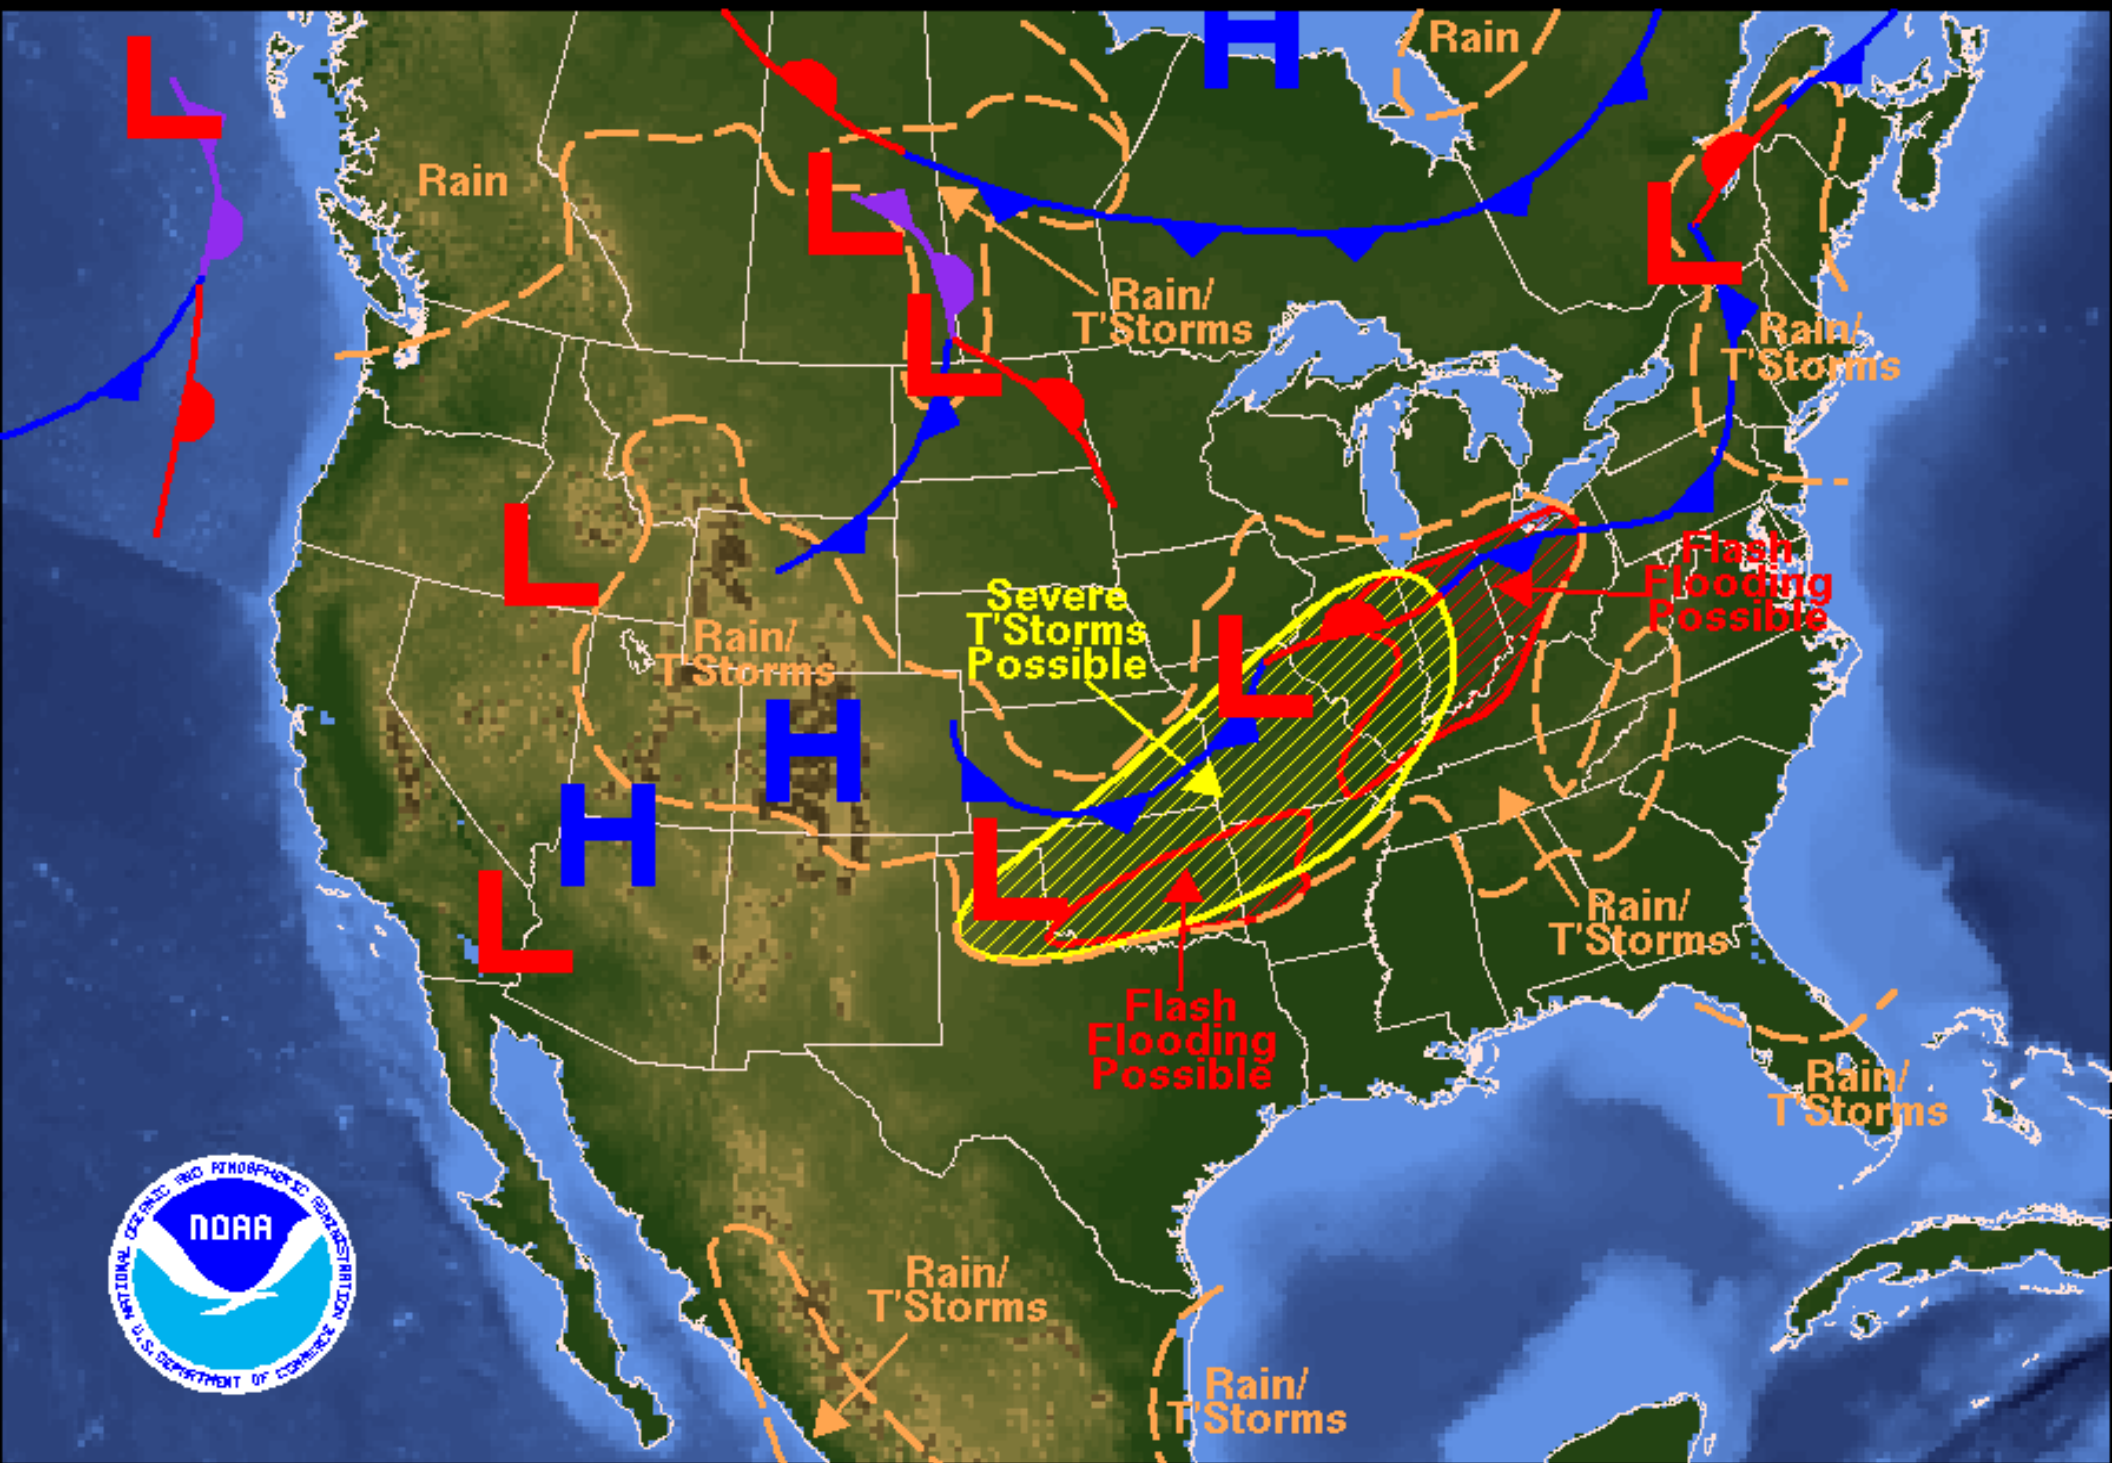 L
H
Rain
Rain
L
L
Rain/
T'Storms
L
Rain/
T'Storms
L
L
Severe
T'Storms
Possible
Flash
Flooding
Possible
Rain/
T'Storms
L
H
H
L
L
Rain/
T'Storms
Flash
Flooding
Possible
Rain/
T'Storms
NATIONAL OCEANIC AND ATMOSPHERIC ADMINISTRATION
NOAA
U.S. DEPARTMENT OF COMMERCE
Rain/
T'Storms
Rain/
T'Storms